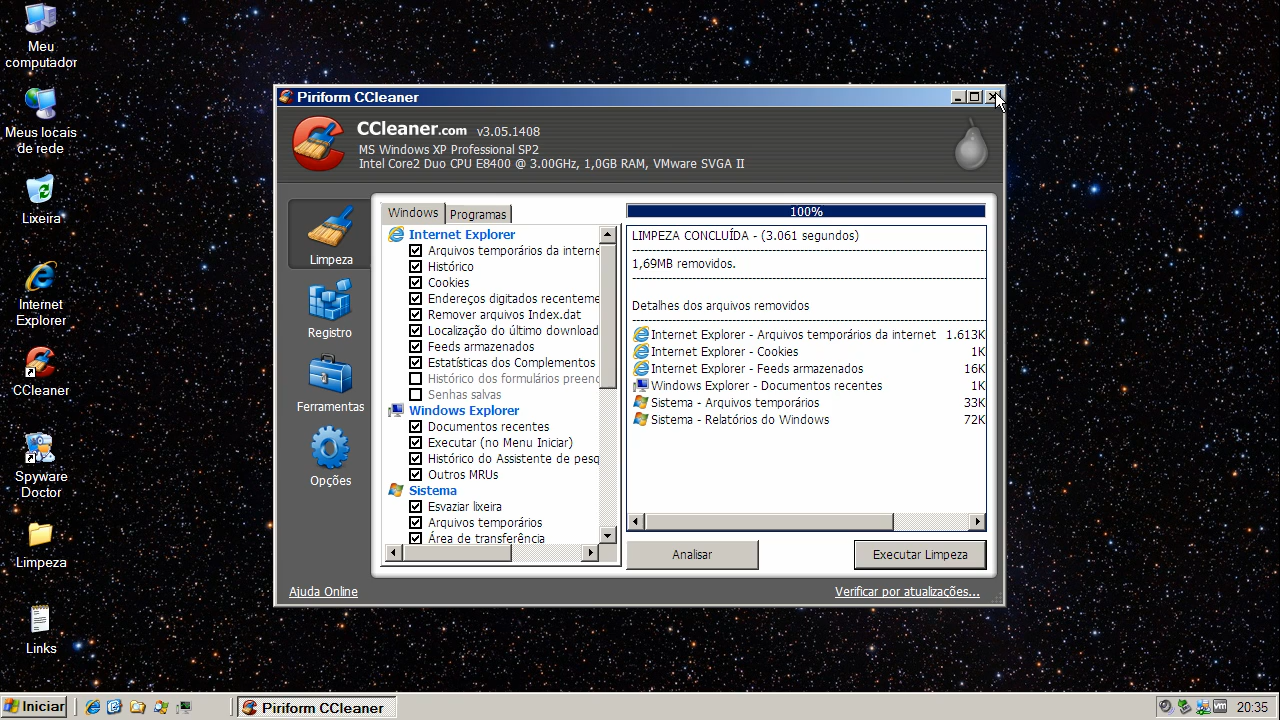 Meu
computador
Meus locais
de rede
Lixeira
Internet
Explorer
CCleaner
Spyware
Doctor
Limpeza
Links
Piriform CCleaner
CCleaner.com v3.05.1408
MS Windows XP Professional SP2
Intel Core2 Duo CPU E8400 @ 3.00GHz, 1,0GB RAM, VMware SVGA II
Limpeza
Registro
Ferramentas
Opções
Windows
Programas
Internet Explorer
Arquivos temporários da interne
Histórico
Cookies
Endereços digitados recenteme
Remover arquivos Index.dat
Localização do último download
Feeds armazenados
Estatísticas dos Complementos
Histórico dos formulários preenc
Senhas salvas
Windows Explorer
Documentos recentes
Executar (no Menu Iniciar)
Histórico do Assistente de pesq
Outros MRUs
Sistema
Esvaziar lixeira
Arquivos temporários
Área de transferência
100%
LIMPEZA CONCLUÍDA - (3.061 segundos)
1,69MB removidos.
Detalhes dos arquivos removidos
Internet Explorer - Arquivos temporários da internet 1.613K
Internet Explorer - Cookies 1K
Internet Explorer - Feeds armazenados 16K
Windows Explorer - Documentos recentes 1K
Sistema - Arquivos temporários 33K
Sistema - Relatórios do Windows 72K
Analisar
Executar Limpeza
Ajuda Online
Verificar por atualizações...
Iniciar
Piriform CCleaner
vm
20:35